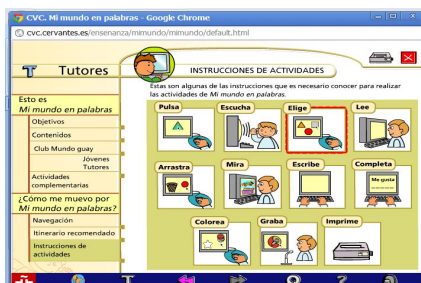 CVC. Mi mundo en palabras - Google Chrome
cvc.cervantes.es/ensenanza/mimundo/mimundo/default.html
Tutores
INSTRUCCIONES DE ACTIVIDADES
Estas son algunas de las instrucciones que es necesario conocer para realizar
las actividades de Mi mundo en palabras.
Esto es
Mi mundo en palabras
Objetivos
Contenidos
Club Mundo guay
Jóvenes
Tutores
Actividades
complementarias
¿Cómo me muevo por
Mi mundo en palabras?
Navegación
Itinerario recomendado
Instrucciones de
actividades
Pulsa
Escucha
Elige
Lee
Arrastra
Mira
Escribe
Completa
Me gusta
Colorea
Graba
Imprime